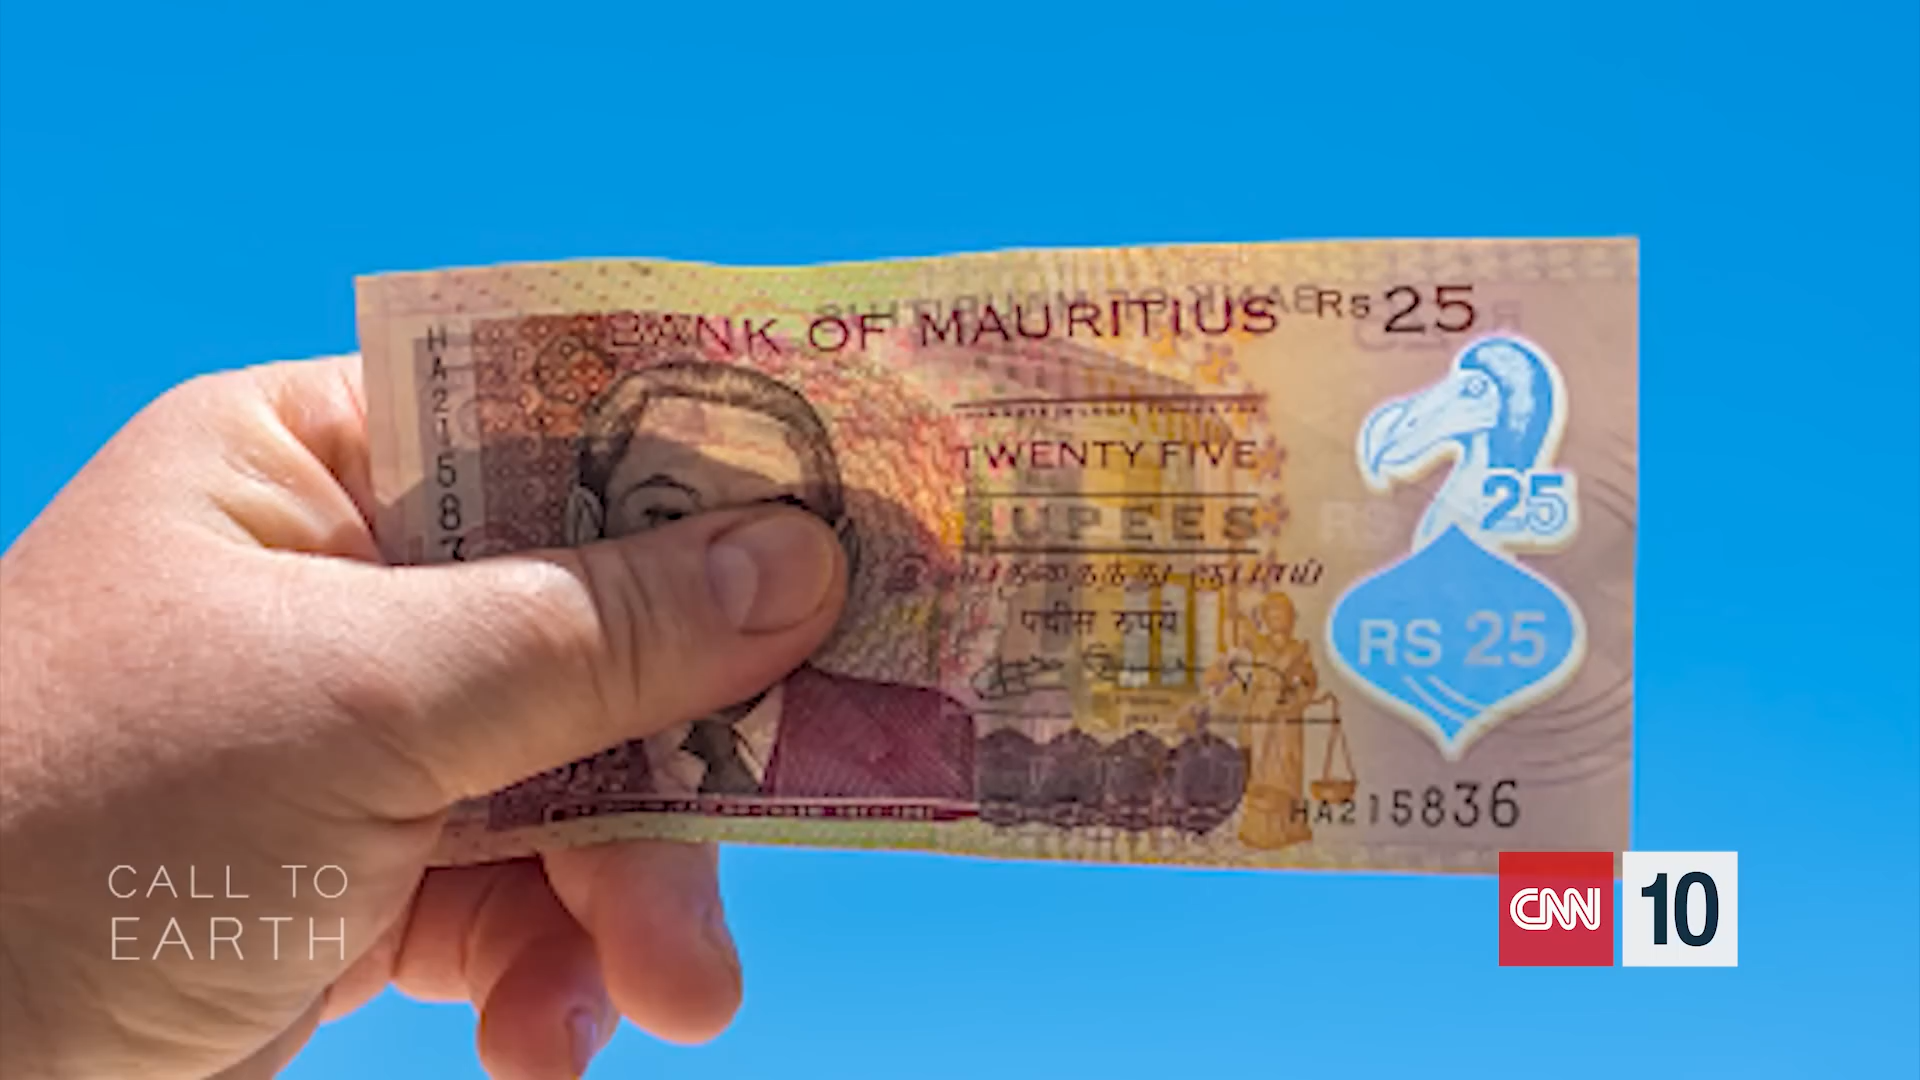 BANK OF MAURITIUS
Rs 25
HA21587
TWENTY FIVE
RUPEES
पचीस रुपये
25
RS 25
HA215836
CALL TO
EARTH
CNN 10